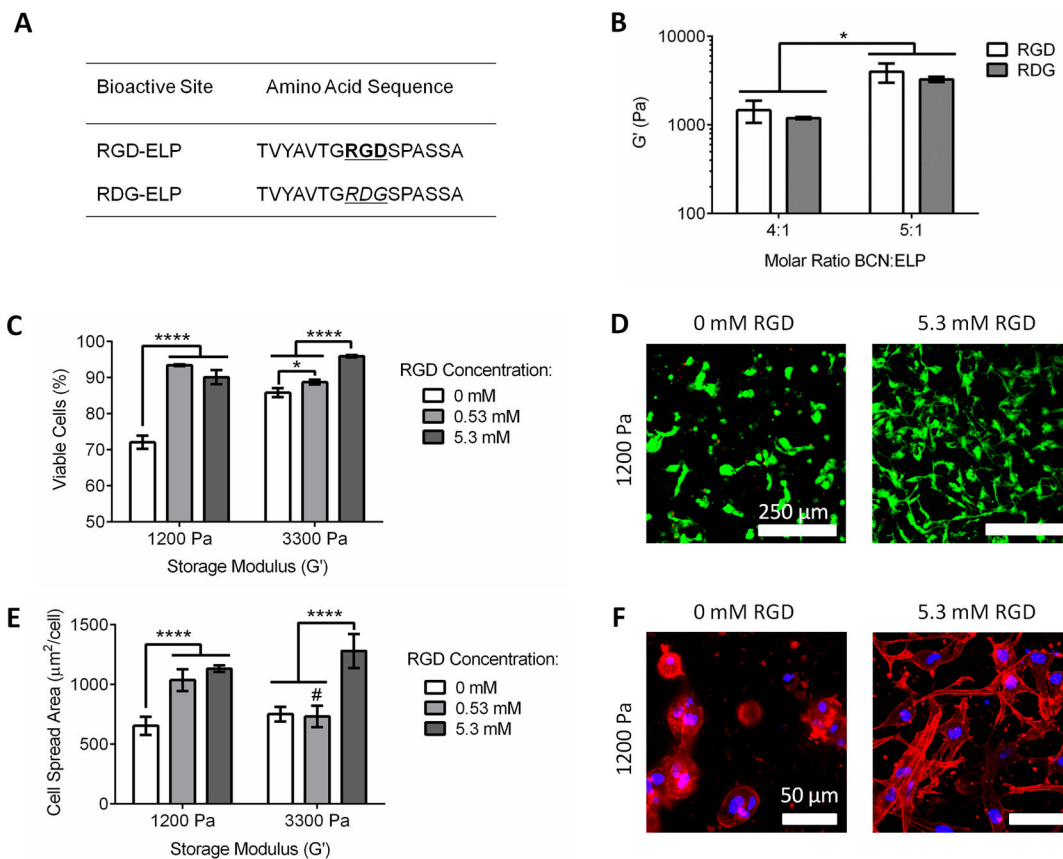 A
Bioactive Site Amino Acid Sequence
RGD-ELP TVYAVTGRGDSPASSA
RDG-ELP TVYAVTGRDGSPASSA
B
*
10000
1000
100
G' (Pa)
4:1 5:1
Molar Ratio BCN:ELP
RGD
RDG
C
****
****
*
100
90
80
70
60
50
Viable Cells (%)
1200 Pa 3300 Pa
Storage Modulus (G')
RGD Concentration:
0 mM
0.53 mM
5.3 mM
D
0 mM RGD 5.3 mM RGD
1200 Pa
250 µm
E
****
****
#
1500
1000
500
0
Cell Spread Area (µm²/cell)
1200 Pa 3300 Pa
Storage Modulus (G')
RGD Concentration:
0 mM
0.53 mM
5.3 mM
F
0 mM RGD 5.3 mM RGD
1200 Pa
50 µm